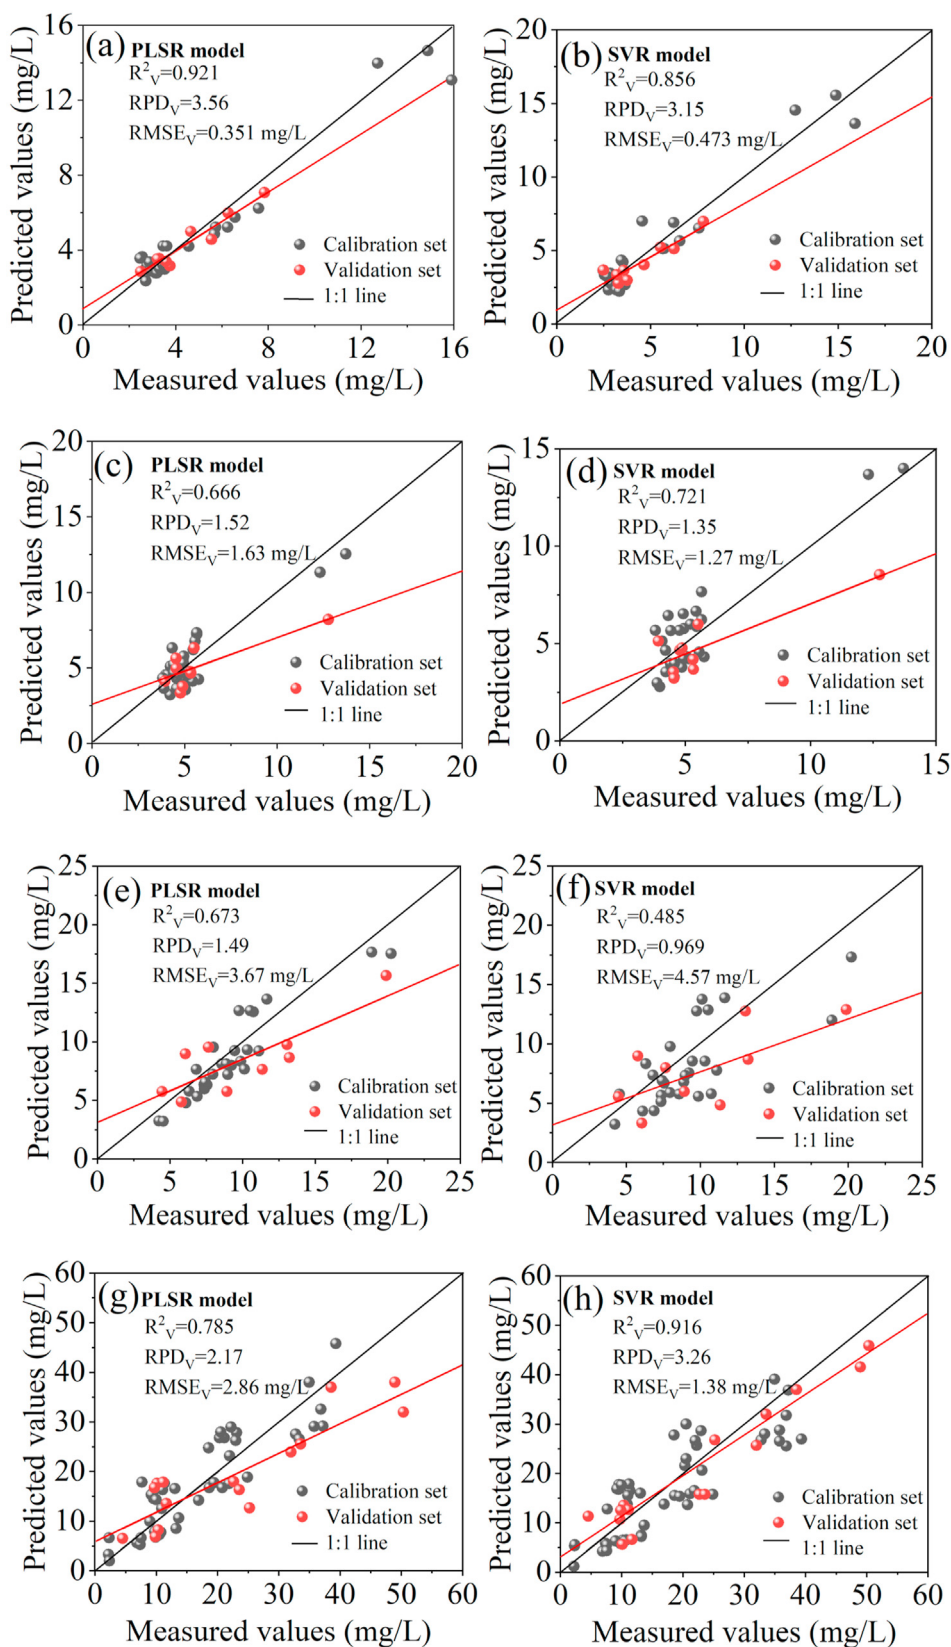 (a) PLSR model
R²V=0.921
RPDV=3.56
RMSEV=0.351 mg/L
Predicted values (mg/L)
16
12
8
4
0
Calibration set
Validation set
1:1 line
0 4 8 12 16
Measured values (mg/L)
(b) SVR model
R²V=0.856
RPDV=3.15
RMSEV=0.473 mg/L
Predicted values (mg/L)
20
15
10
5
0
Calibration set
Validation set
1:1 line
0 5 10 15 20
Measured values (mg/L)
(c) PLSR model
R²V=0.666
RPDV=1.52
RMSEV=1.63 mg/L
Predicted values (mg/L)
20
15
10
5
0
Calibration set
Validation set
1:1 line
0 5 10 15 20
Measured values (mg/L)
(d) SVR model
R²V=0.721
RPDV=1.35
RMSEV=1.27 mg/L
Predicted values (mg/L)
15
10
5
0
Calibration set
Validation set
1:1 line
0 5 10 15
Measured values (mg/L)
(e) PLSR model
R²V=0.673
RPDV=1.49
RMSEV=3.67 mg/L
Predicted values (mg/L)
25
20
15
10
5
0
Calibration set
Validation set
1:1 line
0 5 10 15 20 25
Measured values (mg/L)
(f) SVR model
R²V=0.485
RPDV=0.969
RMSEV=4.57 mg/L
Predicted values (mg/L)
25
20
15
10
5
0
Calibration set
Validation set
1:1 line
0 5 10 15 20 25
Measured values (mg/L)
(g) PLSR model
R²V=0.785
RPDV=2.17
RMSEV=2.86 mg/L
Predicted values (mg/L)
60
50
40
30
20
10
0
Calibration set
Validation set
1:1 line
0 10 20 30 40 50 60
Measured values (mg/L)
(h) SVR model
R²V=0.916
RPDV=3.26
RMSEV=1.38 mg/L
Predicted values (mg/L)
60
50
40
30
20
10
0
Calibration set
Validation set
1:1 line
0 10 20 30 40 50 60
Measured values (mg/L)